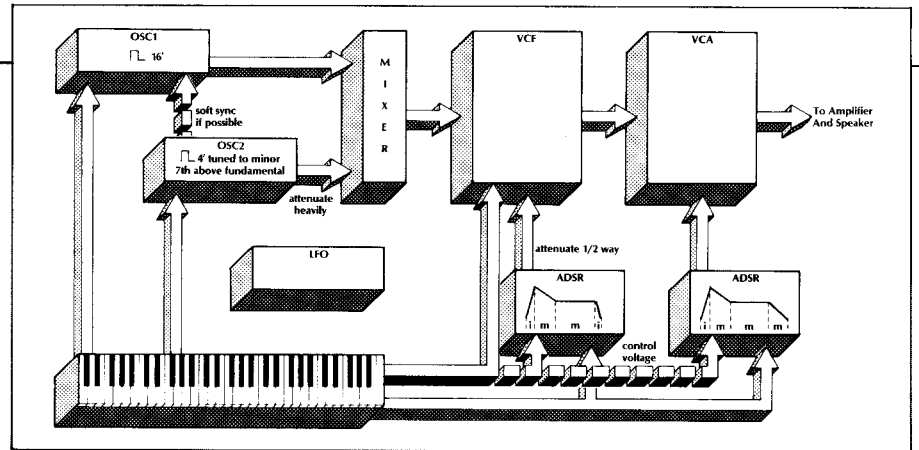 OSC1
16'
soft sync
if possible
OSC2
4' tuned to minor
7th above fundamental
attenuate
heavily
M
I
X
E
R
VCF
VCA
To Amplifier
And Speaker
LFO
attenuate 1/2 way
ADSR
i m m i
ADSR
i m m m
control
voltage